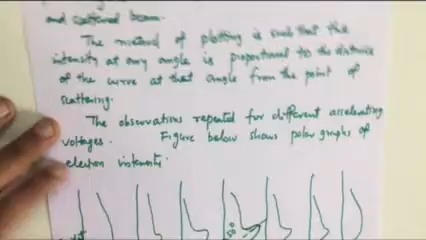 and scattered beam.
The method of plotting is such that the
intensity at any angle is proportional to the distance
of the curve at that angle from the point of
scattering.
The observations repeated for different accelerating
voltages. Figure below shows polar graphs of
electron intensity.
50